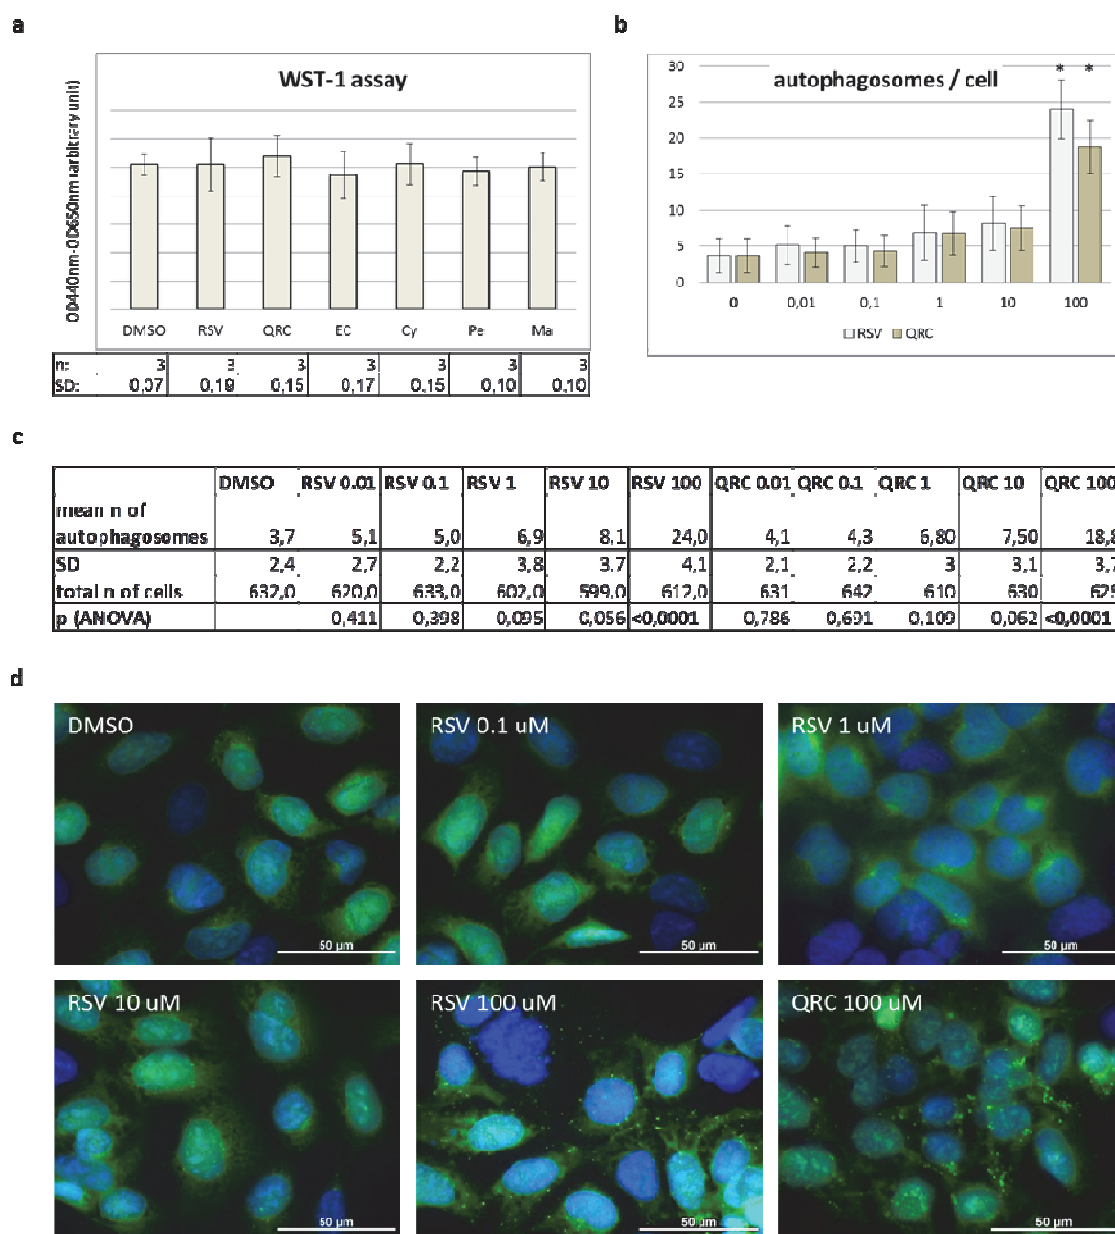 a
WST-1 assay
OD440nm-OD650nm (arbitrary unit)
DMSO RSV QRC EC Cy Pe Ma
n: 3 3 3 3 3 3 3
SD: 0,07 0,19 0,15 0,17 0,15 0,10 0,10
b
autophagosomes / cell
* *
30
25
20
15
10
5
0
0 0,01 0,1 1 10 100
RSV QRC
c
DMSO RSV 0.01 RSV 0.1 RSV 1 RSV 10 RSV 100 QRC 0.01 QRC 0.1 QRC 1 QRC 10 QRC 100
mean n of
autophagosomes 3,7 5,1 5,0 6,9 8,1 24,0 4,1 4,3 6,80 7,50 18,8
SD 2,4 2,7 2,2 3,8 3,7 4,1 2,1 2,2 3 3,1 3,7
total n of cells 632,0 620,0 633,0 602,0 599,0 612,0 631 642 610 630 625
p (ANOVA) 0,411 0,398 0,095 0,056 <0,0001 0,786 0,691 0,109 0,062 <0,0001
d
DMSO
50 µm
RSV 0.1 uM
50 µm
RSV 1 uM
50 µm
RSV 10 uM
50 µm
RSV 100 uM
50 µm
QRC 100 uM
50 µm